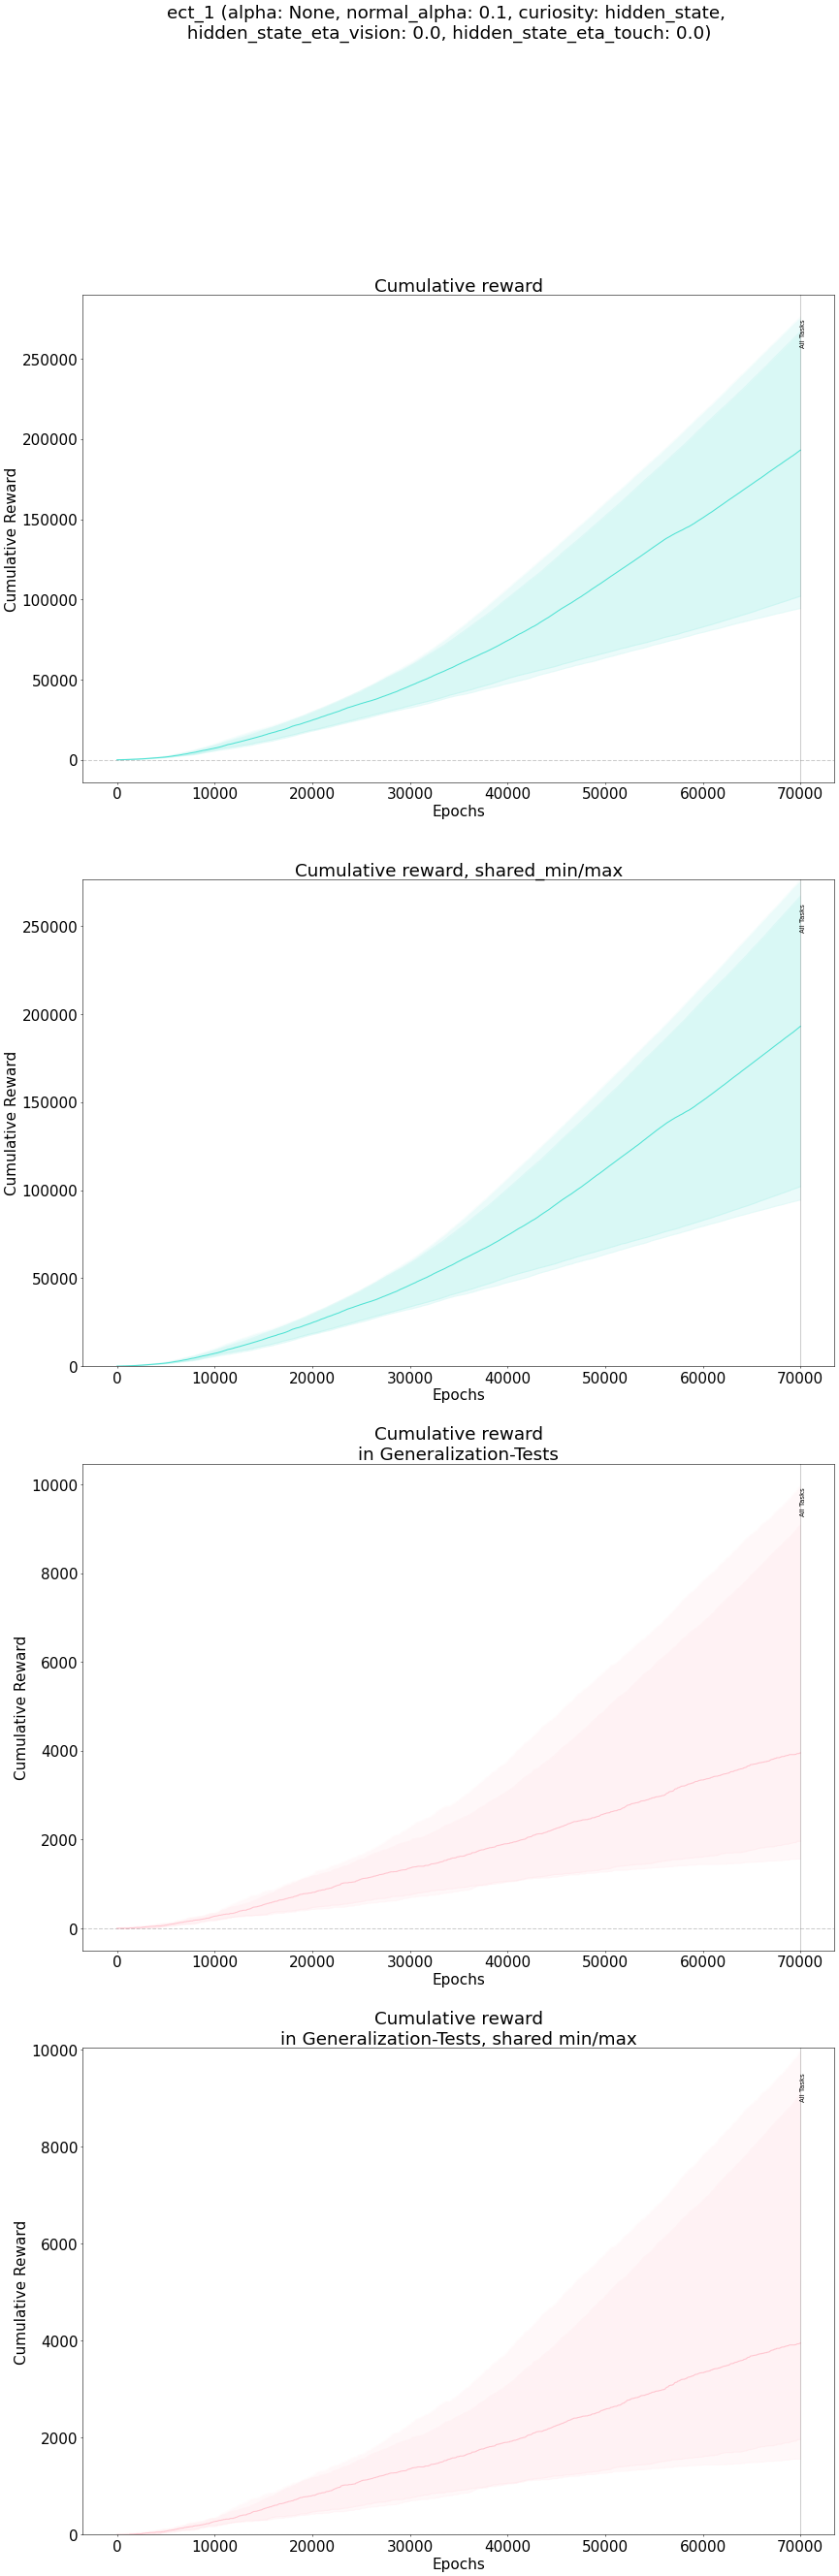 ect_1 (alpha: None, normal_alpha: 0.1, curiosity: hidden_state,
hidden_state_eta_vision: 0.0, hidden_state_eta_touch: 0.0)
Cumulative reward
All Tasks
250000
200000
150000
100000
50000
0
Cumulative Reward
0 10000 20000 30000 40000 50000 60000 70000
Epochs
Cumulative reward, shared_min/max
All Tasks
250000
200000
150000
100000
50000
0
Cumulative Reward
0 10000 20000 30000 40000 50000 60000 70000
Epochs
Cumulative reward
in Generalization-Tests
All Tasks
10000
8000
6000
4000
2000
0
Cumulative Reward
0 10000 20000 30000 40000 50000 60000 70000
Epochs
Cumulative reward
in Generalization-Tests, shared min/max
All Tasks
10000
8000
6000
4000
2000
0
Cumulative Reward
0 10000 20000 30000 40000 50000 60000 70000
Epochs